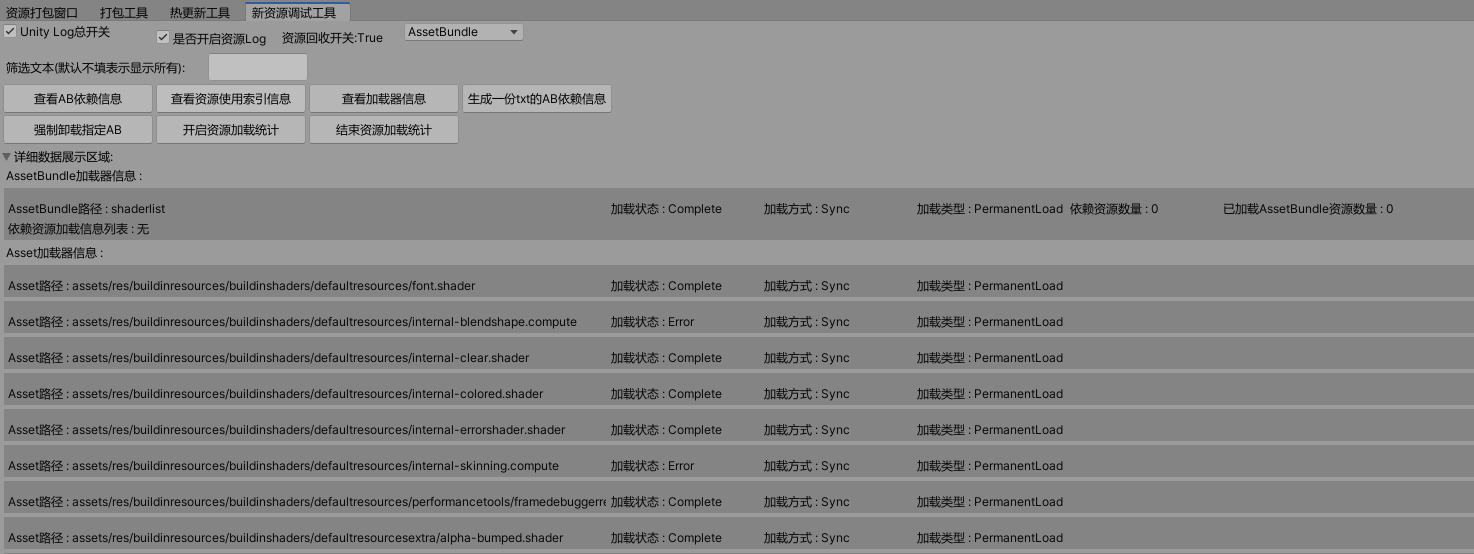 资源打包窗口 打包工具 热更新工具 新资源调试工具
Unity Log总开关 是否开启资源Log 资源回收开关:True AssetBundle
筛选文本(默认不填表示显示所有):
查看AB依赖信息 查看资源使用索引信息 查看加载器信息 生成一份txt的AB依赖信息
强制卸载指定AB 开启资源加载统计 结束资源加载统计
详细数据展示区域:
AssetBundle加载器信息 :
AssetBundle路径 : shaderlist 加载状态 : Complete 加载方式 : Sync 加载类型 : PermanentLoad 依赖资源数量 : 0 已加载AssetBundle资源数量 : 0
依赖资源加载信息列表 : 无
Asset加载器信息 :
Asset路径 : assets/res/buildinresources/buildinshaders/defaultresources/font.shader 加载状态 : Complete 加载方式 : Sync 加载类型 : PermanentLoad
Asset路径 : assets/res/buildinresources/buildinshaders/defaultresources/internal-blendshape.compute 加载状态 : Error 加载方式 : Sync 加载类型 : PermanentLoad
Asset路径 : assets/res/buildinresources/buildinshaders/defaultresources/internal-clear.shader 加载状态 : Complete 加载方式 : Sync 加载类型 : PermanentLoad
Asset路径 : assets/res/buildinresources/buildinshaders/defaultresources/internal-colored.shader 加载状态 : Complete 加载方式 : Sync 加载类型 : PermanentLoad
Asset路径 : assets/res/buildinresources/buildinshaders/defaultresources/internal-errorshader.shader 加载状态 : Complete 加载方式 : Sync 加载类型 : PermanentLoad
Asset路径 : assets/res/buildinresources/buildinshaders/defaultresources/internal-skinning.compute 加载状态 : Error 加载方式 : Sync 加载类型 : PermanentLoad
Asset路径 : assets/res/buildinresources/buildinshaders/defaultresources/performancetools/framedebuggerre 加载状态 : Complete 加载方式 : Sync 加载类型 : PermanentLoad
Asset路径 : assets/res/buildinresources/buildinshaders/defaultresourcesextra/alpha-bumped.shader 加载状态 : Complete 加载方式 : Sync 加载类型 : PermanentLoad